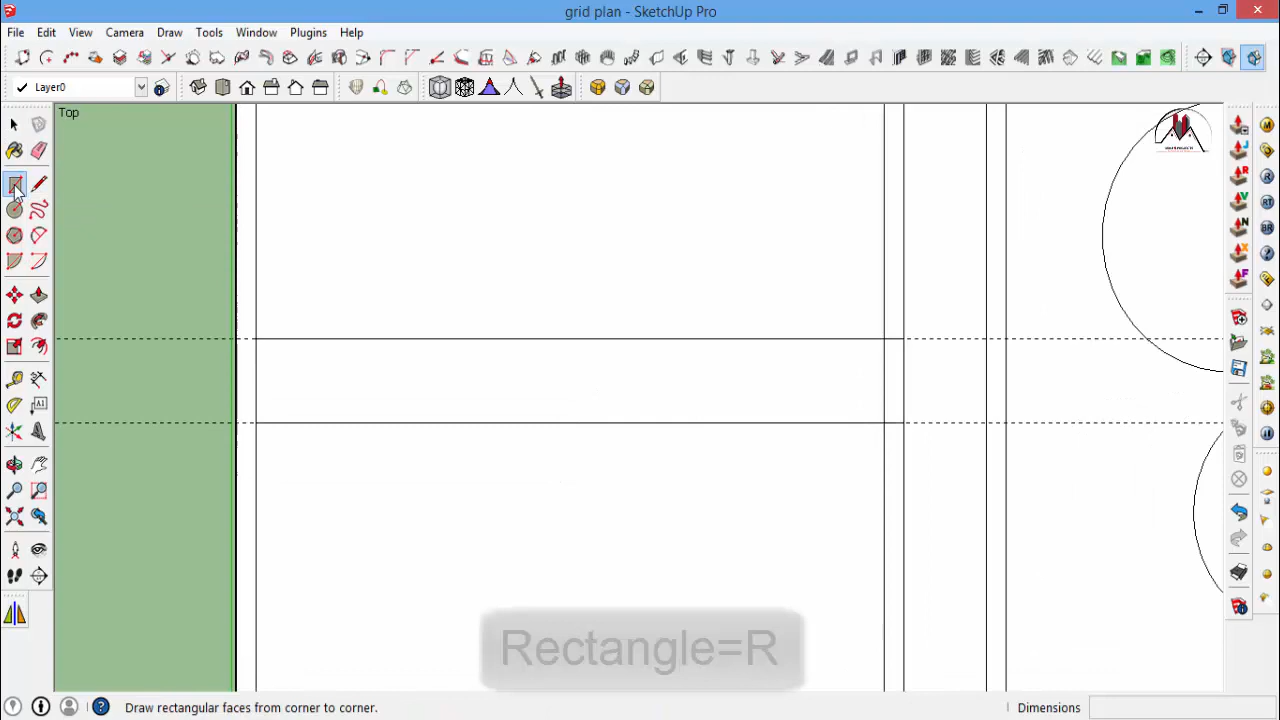 grid plan - SketchUp Pro
File Edit View Camera Draw Tools Window Plugins Help
Layer0
Top
Rectangle=R
Draw rectangular faces from corner to corner.
Dimensions